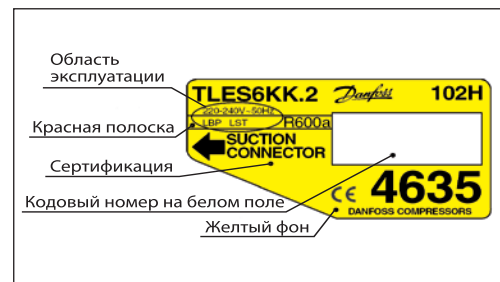 Область
эксплуатации
Красная полоска
Сертификация
Кодовый номер на белом поле
Желтый фон
TLES6KK.2 Danfoss 102H
220-240V~50Hz
LBP LST R600a
SUCTION
CONNECTOR
CE 4635
DANFOSS COMPRESSORS